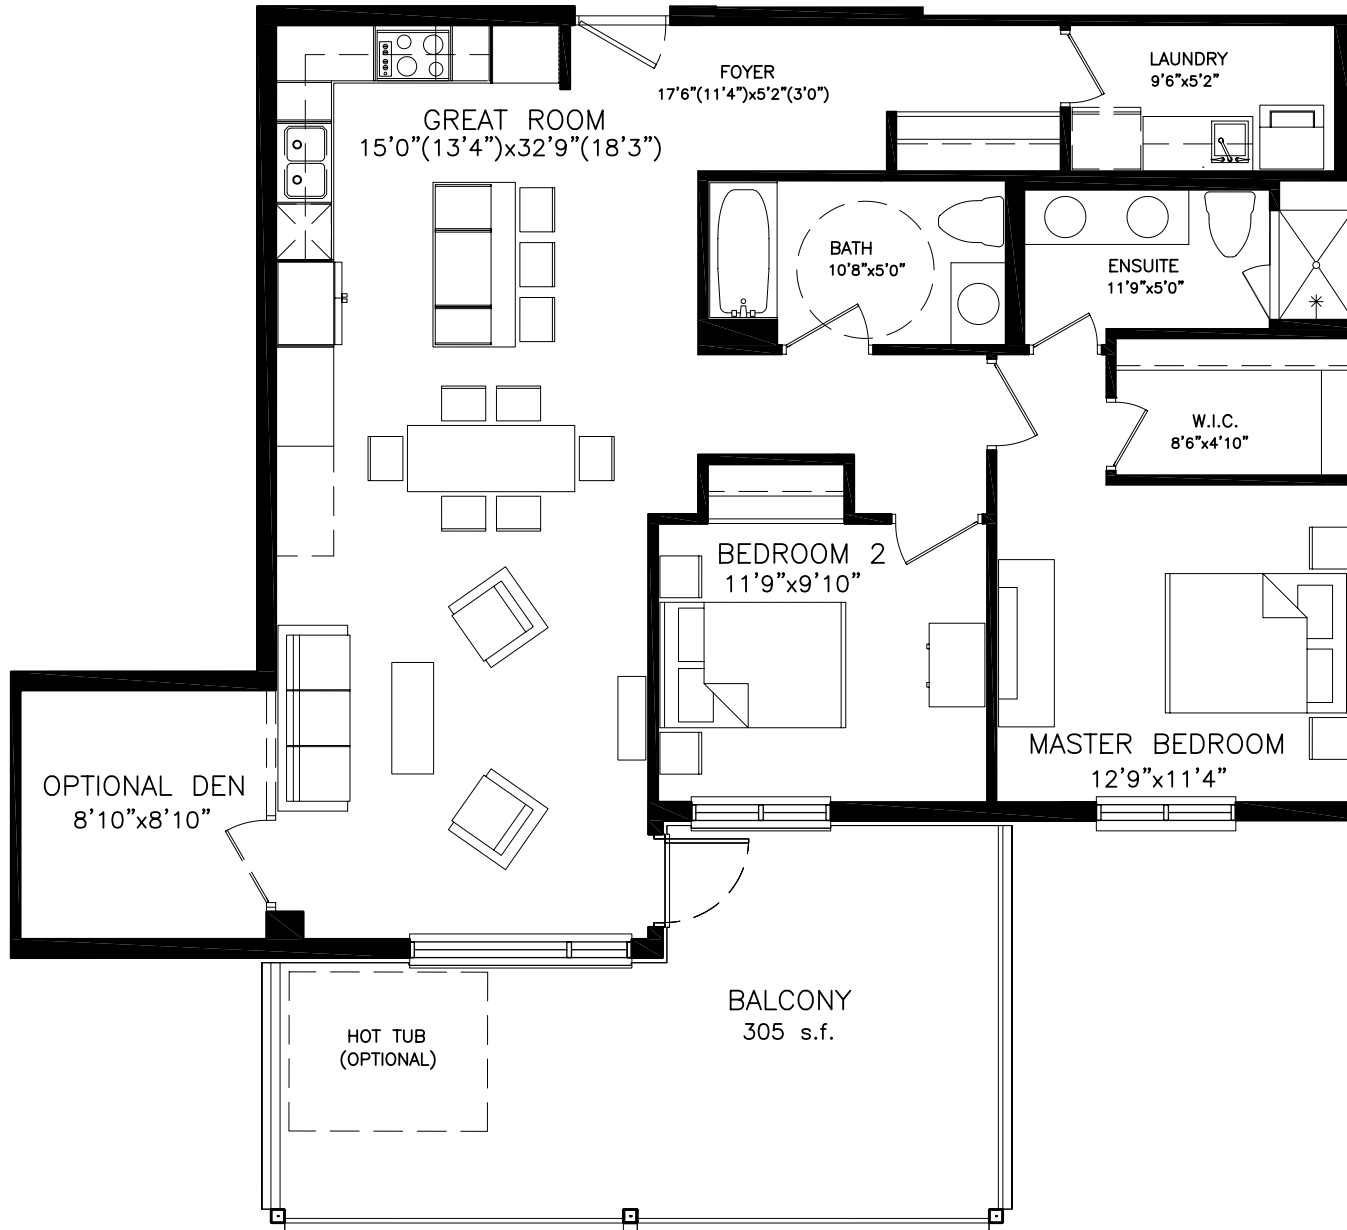 FOYER
17'6"(11'4")x5'2"(3'0")
LAUNDRY
9'6"x5'2"
GREAT ROOM
15'0"(13'4")x32'9"(18'3")
BATH
10'8"x5'0"
ENSUITE
11'9"x5'0"
W.I.C.
8'6"x4'10"
BEDROOM 2
11'9"x9'10"
MASTER BEDROOM
12'9"x11'4"
OPTIONAL DEN
8'10"x8'10"
BALCONY
305 s.f.
HOT TUB
(OPTIONAL)